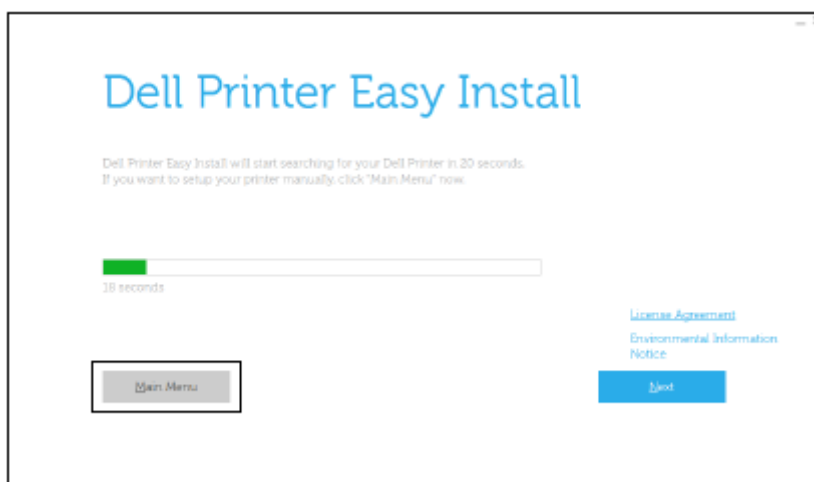 Dell Printer Easy Install
Dell Printer Easy Install will start searching for your Dell Printer in 20 seconds.
If you want to setup your printer manually, click "Main Menu" now.
18 seconds
License Agreement
Environmental Information
Notice
Main Menu
Next